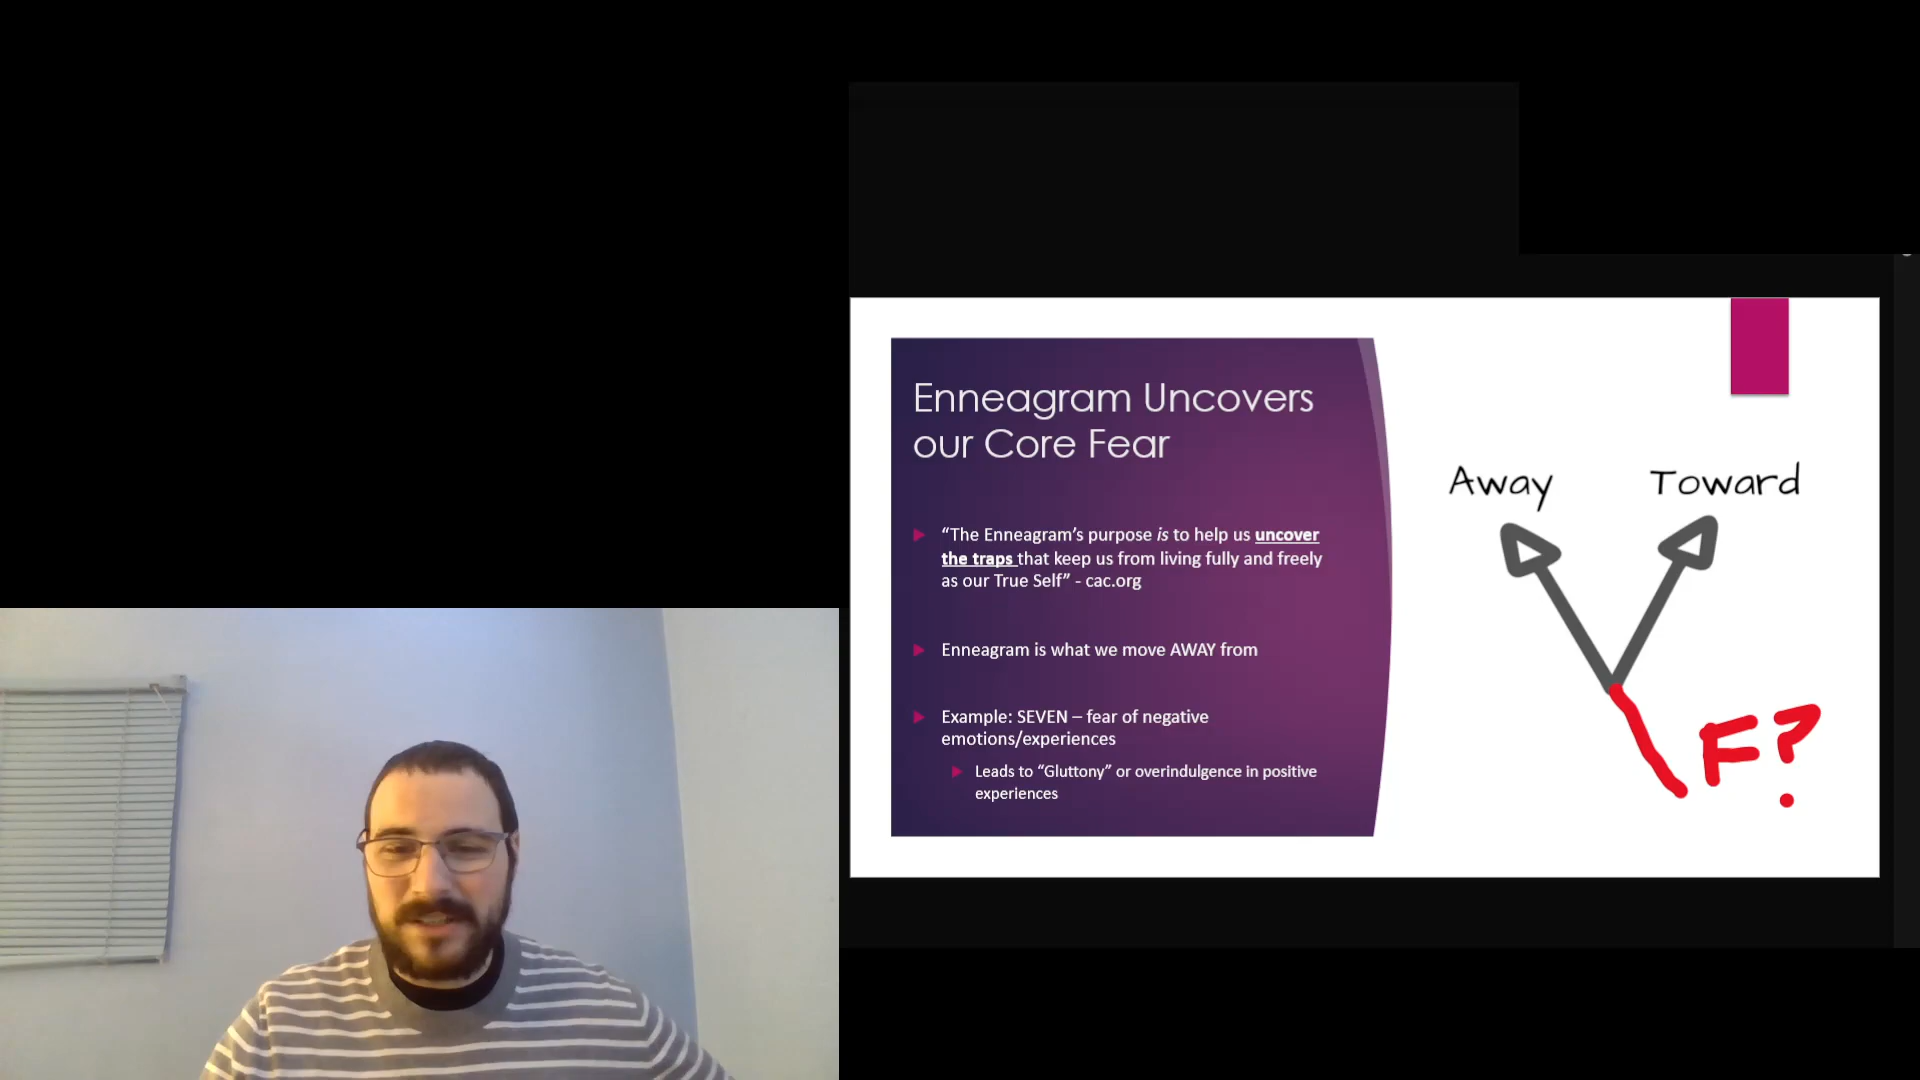 Enneagram Uncovers
our Core Fear
“The Enneagram’s purpose is to help us uncover
the traps that keep us from living fully and freely
as our True Self” - cac.org
Enneagram is what we move AWAY from
Example: SEVEN – fear of negative
emotions/experiences
Leads to “Gluttony” or overindulgence in positive
experiences
Away
Toward
F?